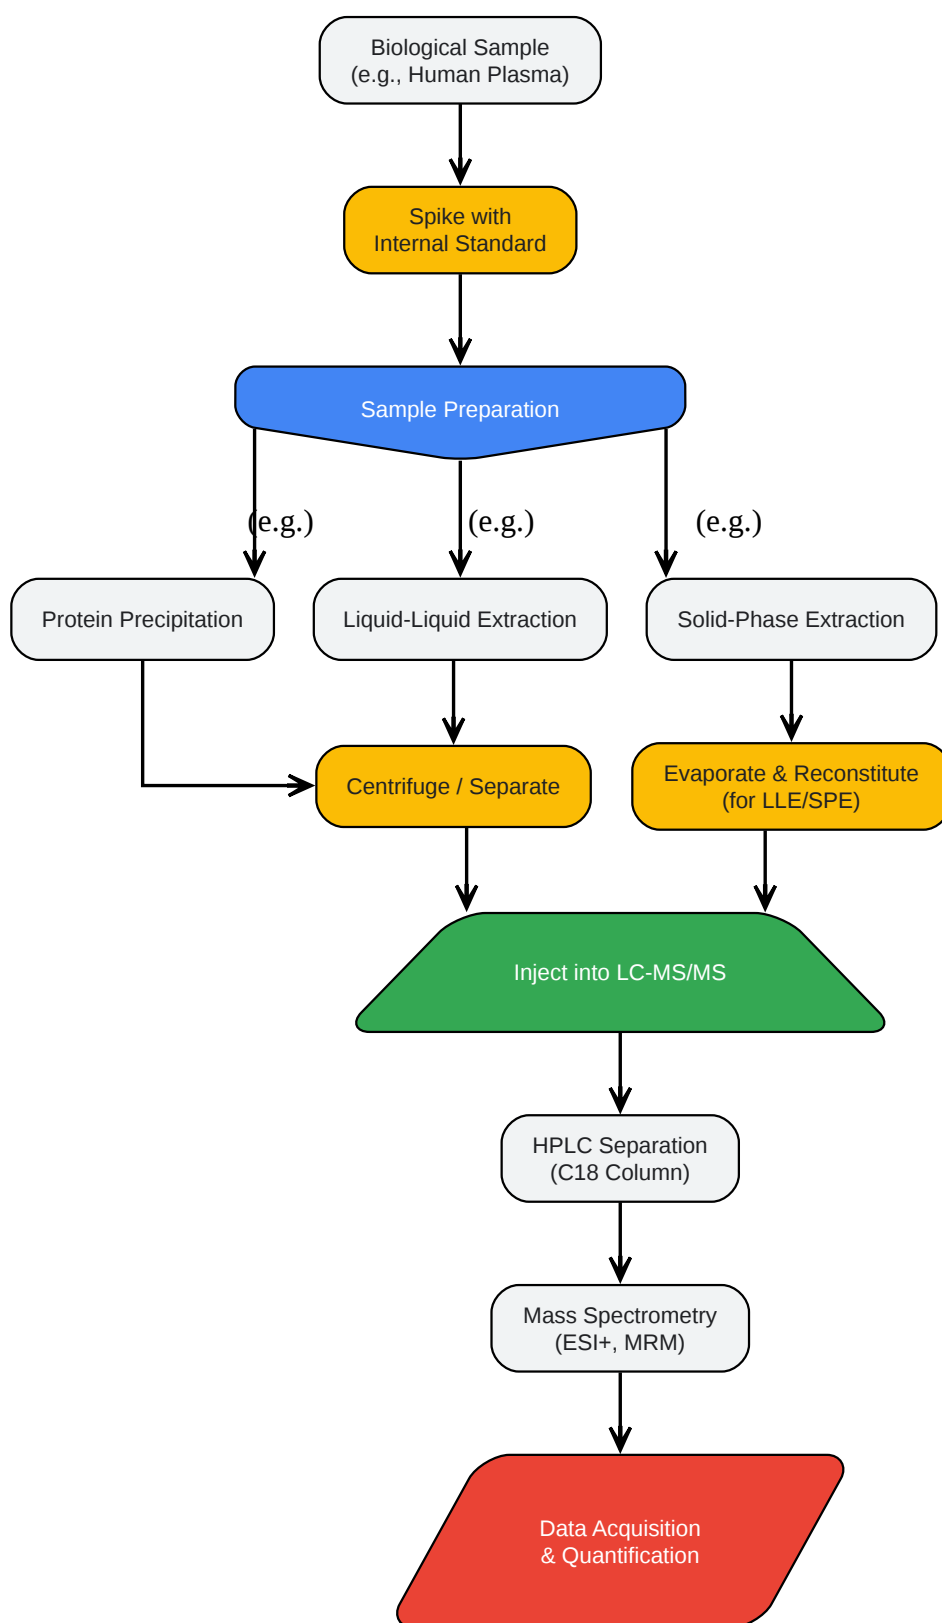 Biological Sample
(e.g., Human Plasma)
Spike with
Internal Standard
Sample Preparation
(e.g.)
(e.g.)
(e.g.)
Protein Precipitation
Liquid-Liquid Extraction
Solid-Phase Extraction
Centrifuge / Separate
Evaporate & Reconstitute
(for LLE/SPE)
Inject into LC-MS/MS
HPLC Separation
(C18 Column)
Mass Spectrometry
(ESI+, MRM)
Data Acquisition
& Quantification